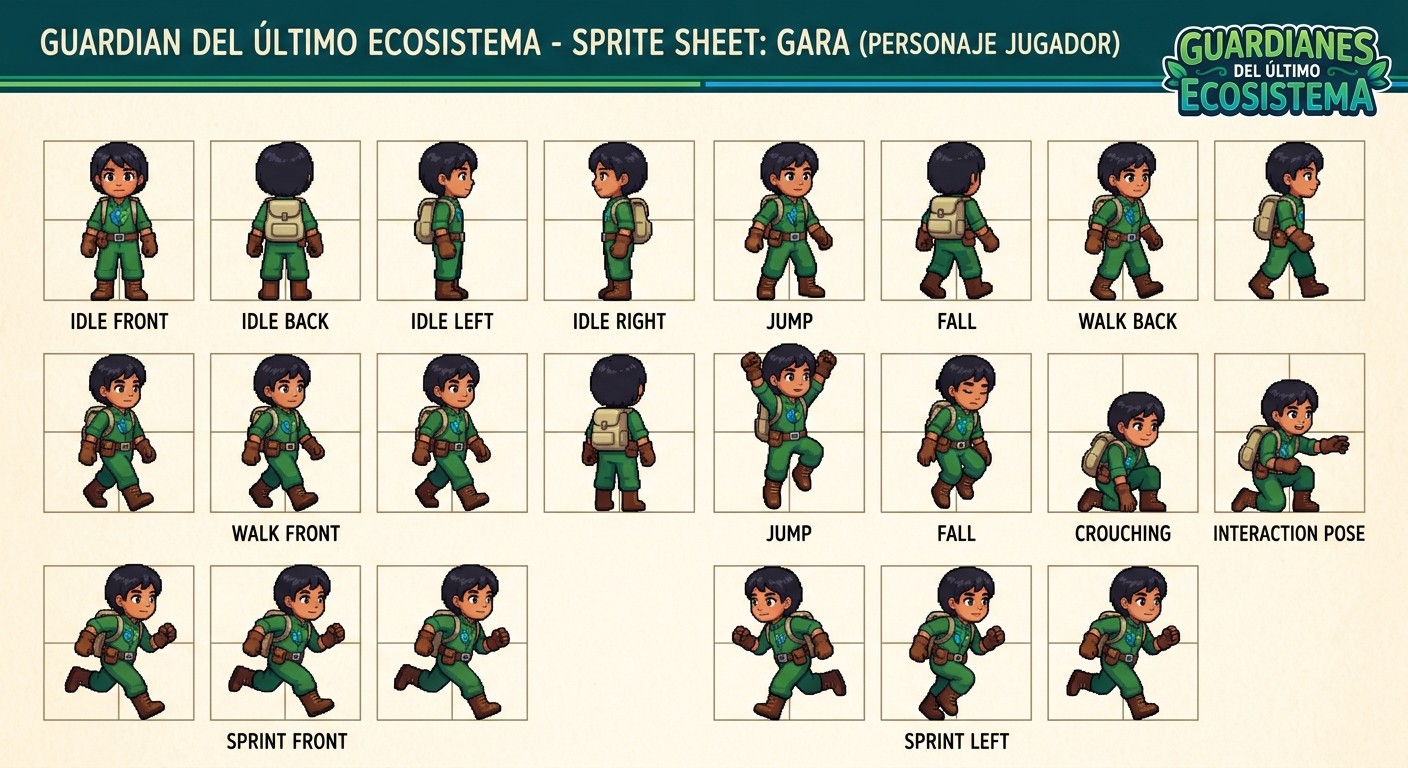 GUARDIAN DEL ÚLTIMO ECOSISTEMA - SPRITE SHEET: GARA (PERSONAJE JUGADOR)
GUARDIANES
DEL ÚLTIMO
ECOSISTEMA
IDLE FRONT
IDLE BACK
IDLE LEFT
IDLE RIGHT
JUMP
FALL
WALK BACK
WALK FRONT
JUMP
FALL
CROUCHING
INTERACTION POSE
SPRINT FRONT
SPRINT LEFT